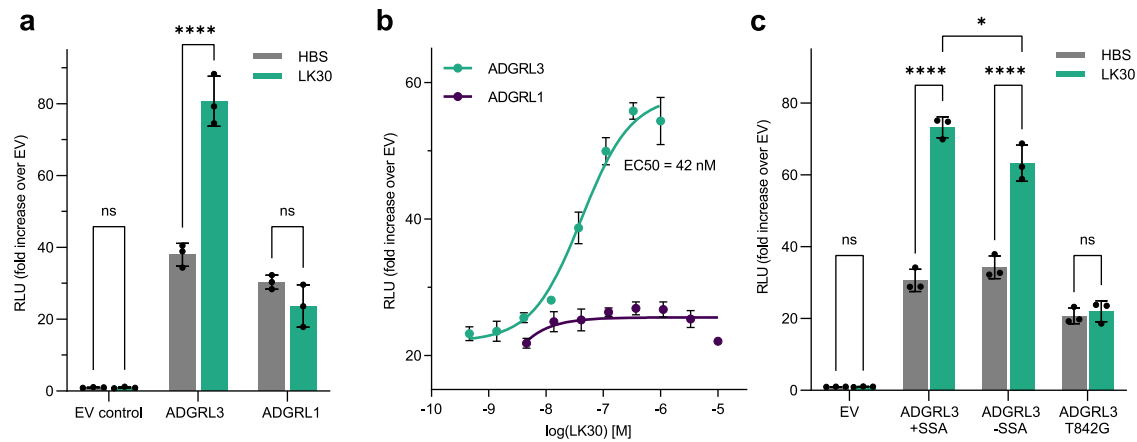 a
****
HBS
LK30
RLU (fold increase over EV)
100
80
60
40
20
0
ns
ns
EV control
ADGRL3
ADGRL1
b
ADGRL3
ADGRL1
RLU (fold increase over EV)
60
40
20
EC50 = 42 nM
-10
-9
-8
-7
-6
-5
log(LK30) [M]
c
*
HBS
LK30
****
****
RLU (fold increase over EV)
80
60
40
20
0
ns
ns
EV
ADGRL3
+SSA
ADGRL3
-SSA
ADGRL3
T842G